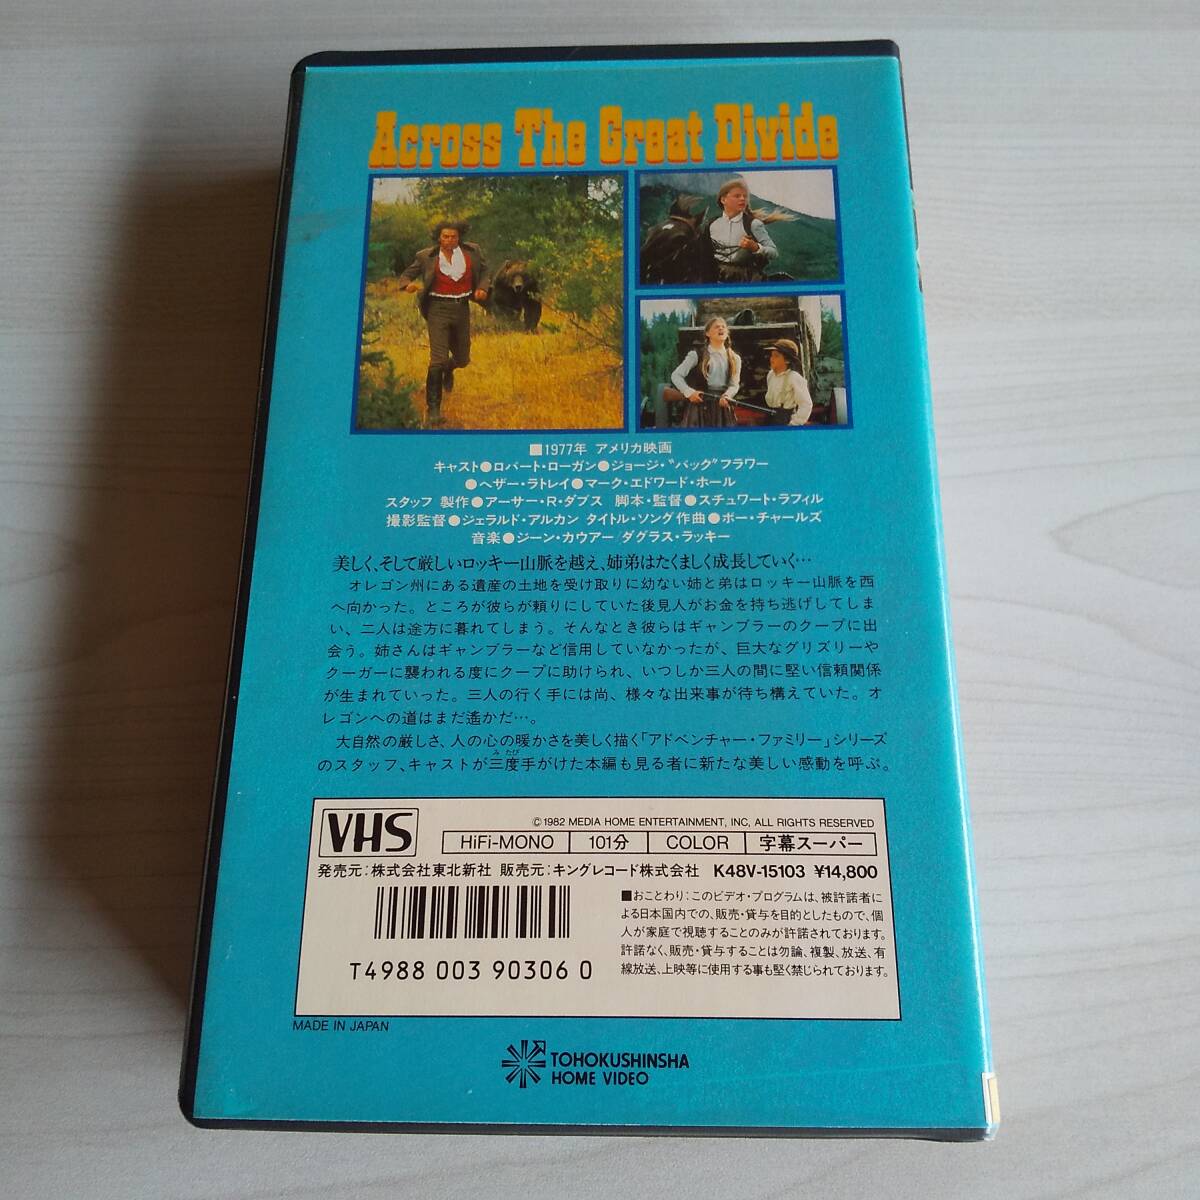 Across The Great Divide
■1977年 アメリカ映画
キャスト●ロバート・ローガン●ジョージ・"バック"フラワー
●ヘザー・ラトレイ●マーク・エドワード・ホール
スタッフ 製作●アーサー・R・ダブス 脚本・監督●スチュワート・ラフィル
撮影監督●ジェラルド・アルカン タイトル・ソング作曲●ボー・チャールズ
音楽●ジーン・カウアー ダグラス・ラッキー
美しく、そして厳しいロッキー山脈を越え、姉弟はたくましく成長していく…
オレゴン州にある遺産の土地を受け取りに幼ない姉と弟はロッキー山脈を西
へ向かった。ところが彼らが頼りにしていた後見人がお金を持ち逃げしてしま
い、二人は途方に暮れてしまう。そんなとき彼らはギャンブラーのクープに出
会う。姉さんはギャンブラーなど信用していなかったが、巨大なグリズリーや
クーガーに襲われる度にクープに助けられ、いつしか三人の間に堅い信頼関係
が生まれていった。三人の行く手には尚、様々な出来事が待ち構えていた。オ
レゴンへの道はまだ遙かだ…。
大自然の厳しさ、人の心の暖かさを美しく描く「アドベンチャー・ファミリー」シリーズ
みたび
のスタッフ、キャストが三度手がけた本編も見る者に新たな美しい感動を呼ぶ。
VHS
©1982 MEDIA HOME ENTERTAINMENT, INC, ALL RIGHTS RESERVED
HiFi-MONO 101分 COLOR 字幕スーパー
発売元:株式会社東北新社 販売元:キングレコード株式会社 K48V-15103 ¥14,800
■おことわり:このビデオ・プログラムは、被許諾者に
よる日本国内での、販売・貸与を目的としたもので、個
人が家庭で視聴することのみが許諾されております。
許諾なく、販売・貸与することは勿論、複製、放送、有
線放送、上映等に使用する事も堅く禁じられております。
T4988 003 90306 0
MADE IN JAPAN
TOHOKUSHINSHA
HOME VIDEO